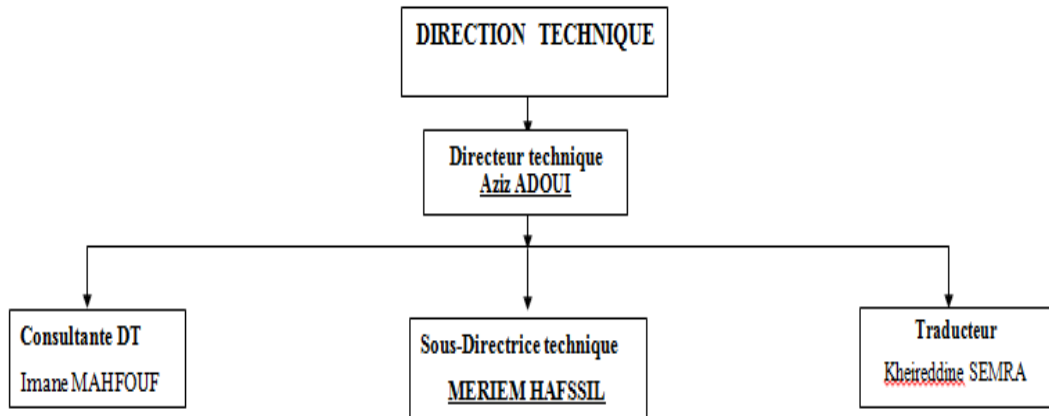 DIRECTION TECHNIQUE
Directeur technique
Aziz ADOUI
Consultante DT
Imane MAHFOUF
Sous-Directrice technique
MERIEM HAFSSIL
Traducteur
Kheireddine SEMRA